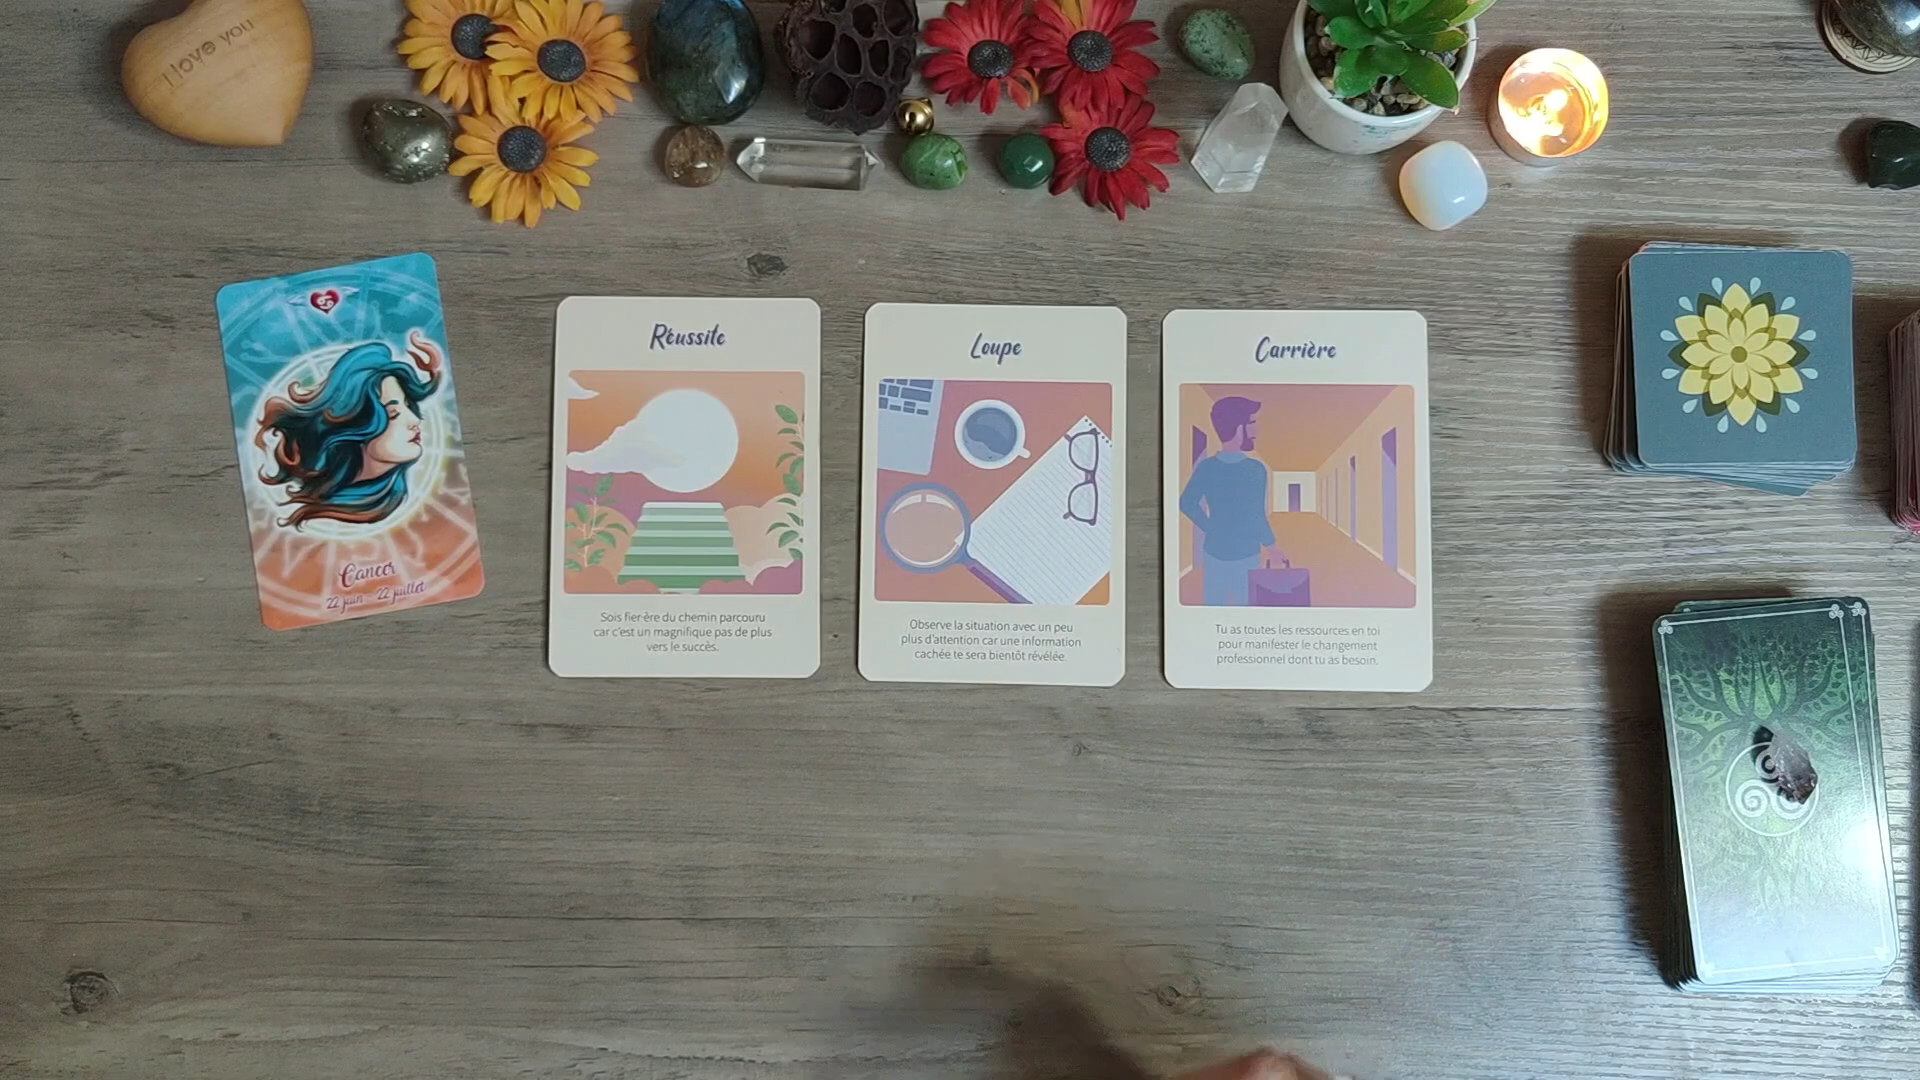 I love you
Cancer
22 juin - 22 juillet
Réussite
Sois fier·ère du chemin parcouru
car c'est un magnifique pas de plus
vers le succès.
Loupe
Observe la situation avec un peu
plus d'attention car une information
cachée te sera bientôt révélée.
Carrière
Tu as toutes les ressources en toi
pour manifester le changement
professionnel dont tu as besoin.